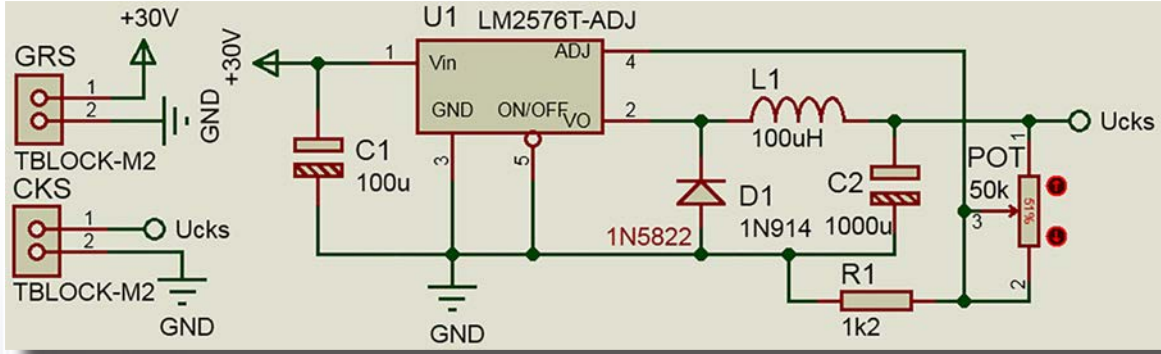 +30V
U1 LM2576T-ADJ
GRS
1
2
GND
TBLOCK-M2
+30V
1
Vin
ADJ
4
GND
ON/OFF
VO
2
3
5
L1
100uH
Ucks
C1
100u
1N5822
D1
1N914
C2
1000u
POT
50k
1
51%
3
2
R1
1k2
GND
CKS
1
2
Ucks
TBLOCK-M2
GND